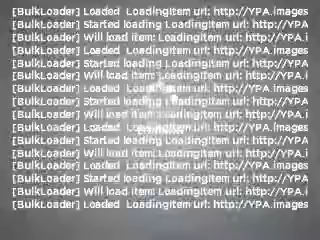 [BulkLoader] Loaded LoadingItem url: http://YPA.images
[BulkLoader] Started loading LoadingItem url: http://YPA
[BulkLoader] Will load item: LoadingItem url: http://YPA.i
[BulkLoader] Loaded LoadingItem url: http://YPA.images
[BulkLoader] Started loading LoadingItem url: http://YPA
[BulkLoader] Will load item: LoadingItem url: http://YPA.i
[BulkLoader] Loaded LoadingItem url: http://YPA.images
[BulkLoader] Started loading LoadingItem url: http://YPA
[BulkLoader] Will load item: LoadingItem url: http://YPA.i
[BulkLoader] Loaded LoadingItem url: http://YPA.images
[BulkLoader] Started loading LoadingItem url: http://YPA
[BulkLoader] Will load item: LoadingItem url: http://YPA.i
[BulkLoader] Loaded LoadingItem url: http://YPA.images
[BulkLoader] Started loading LoadingItem url: http://YPA
[BulkLoader] Will load item: LoadingItem url: http://YPA.i
[BulkLoader] Loaded LoadingItem url: http://YPA.images